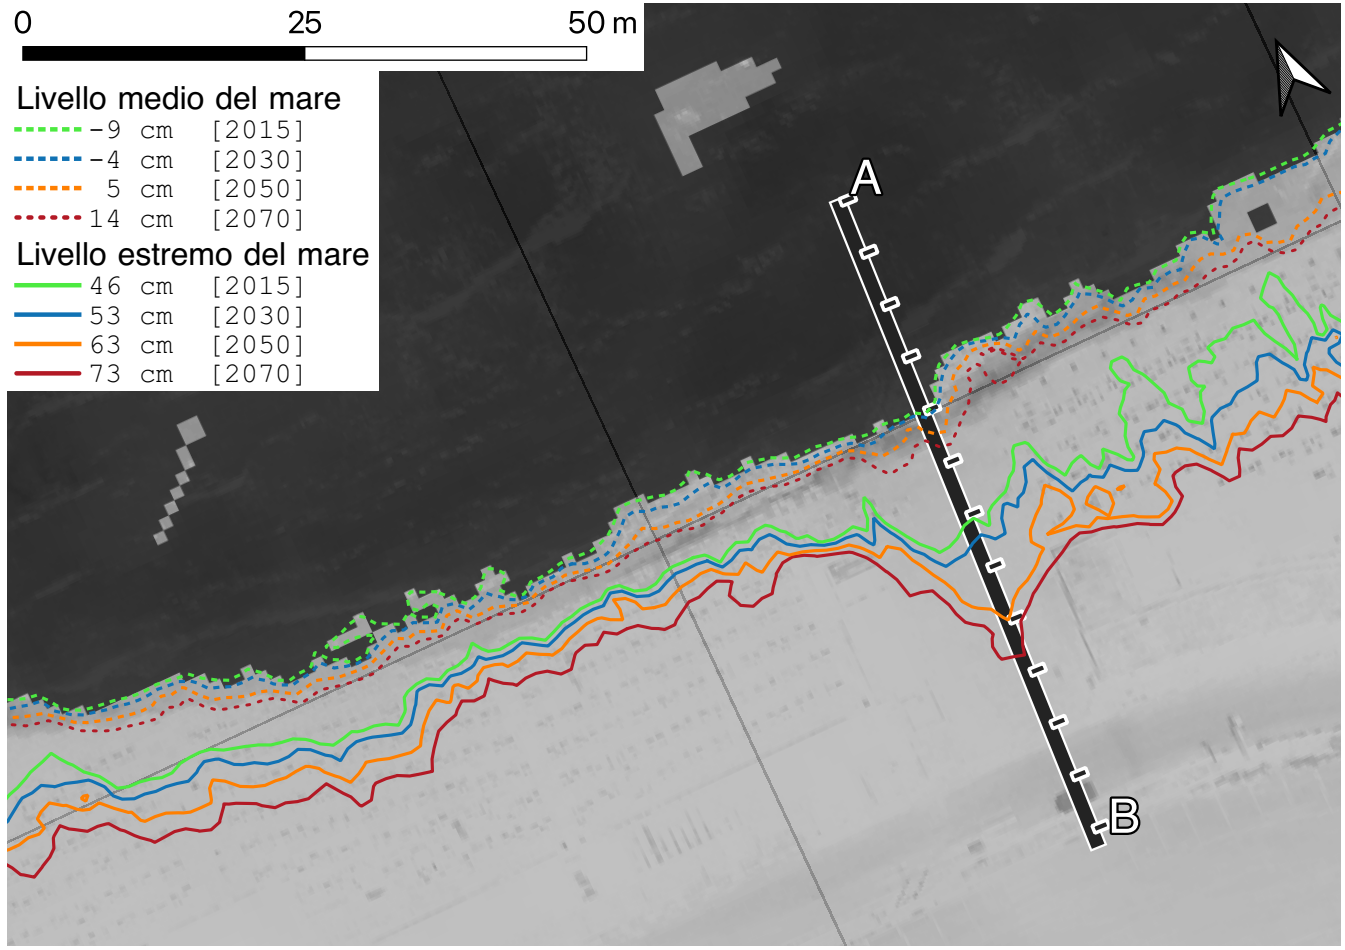 0 25 50 m
Livello medio del mare
-9 cm [2015]
-4 cm [2030]
5 cm [2050]
14 cm [2070]
Livello estremo del mare
46 cm [2015]
53 cm [2030]
63 cm [2050]
73 cm [2070]
A
B